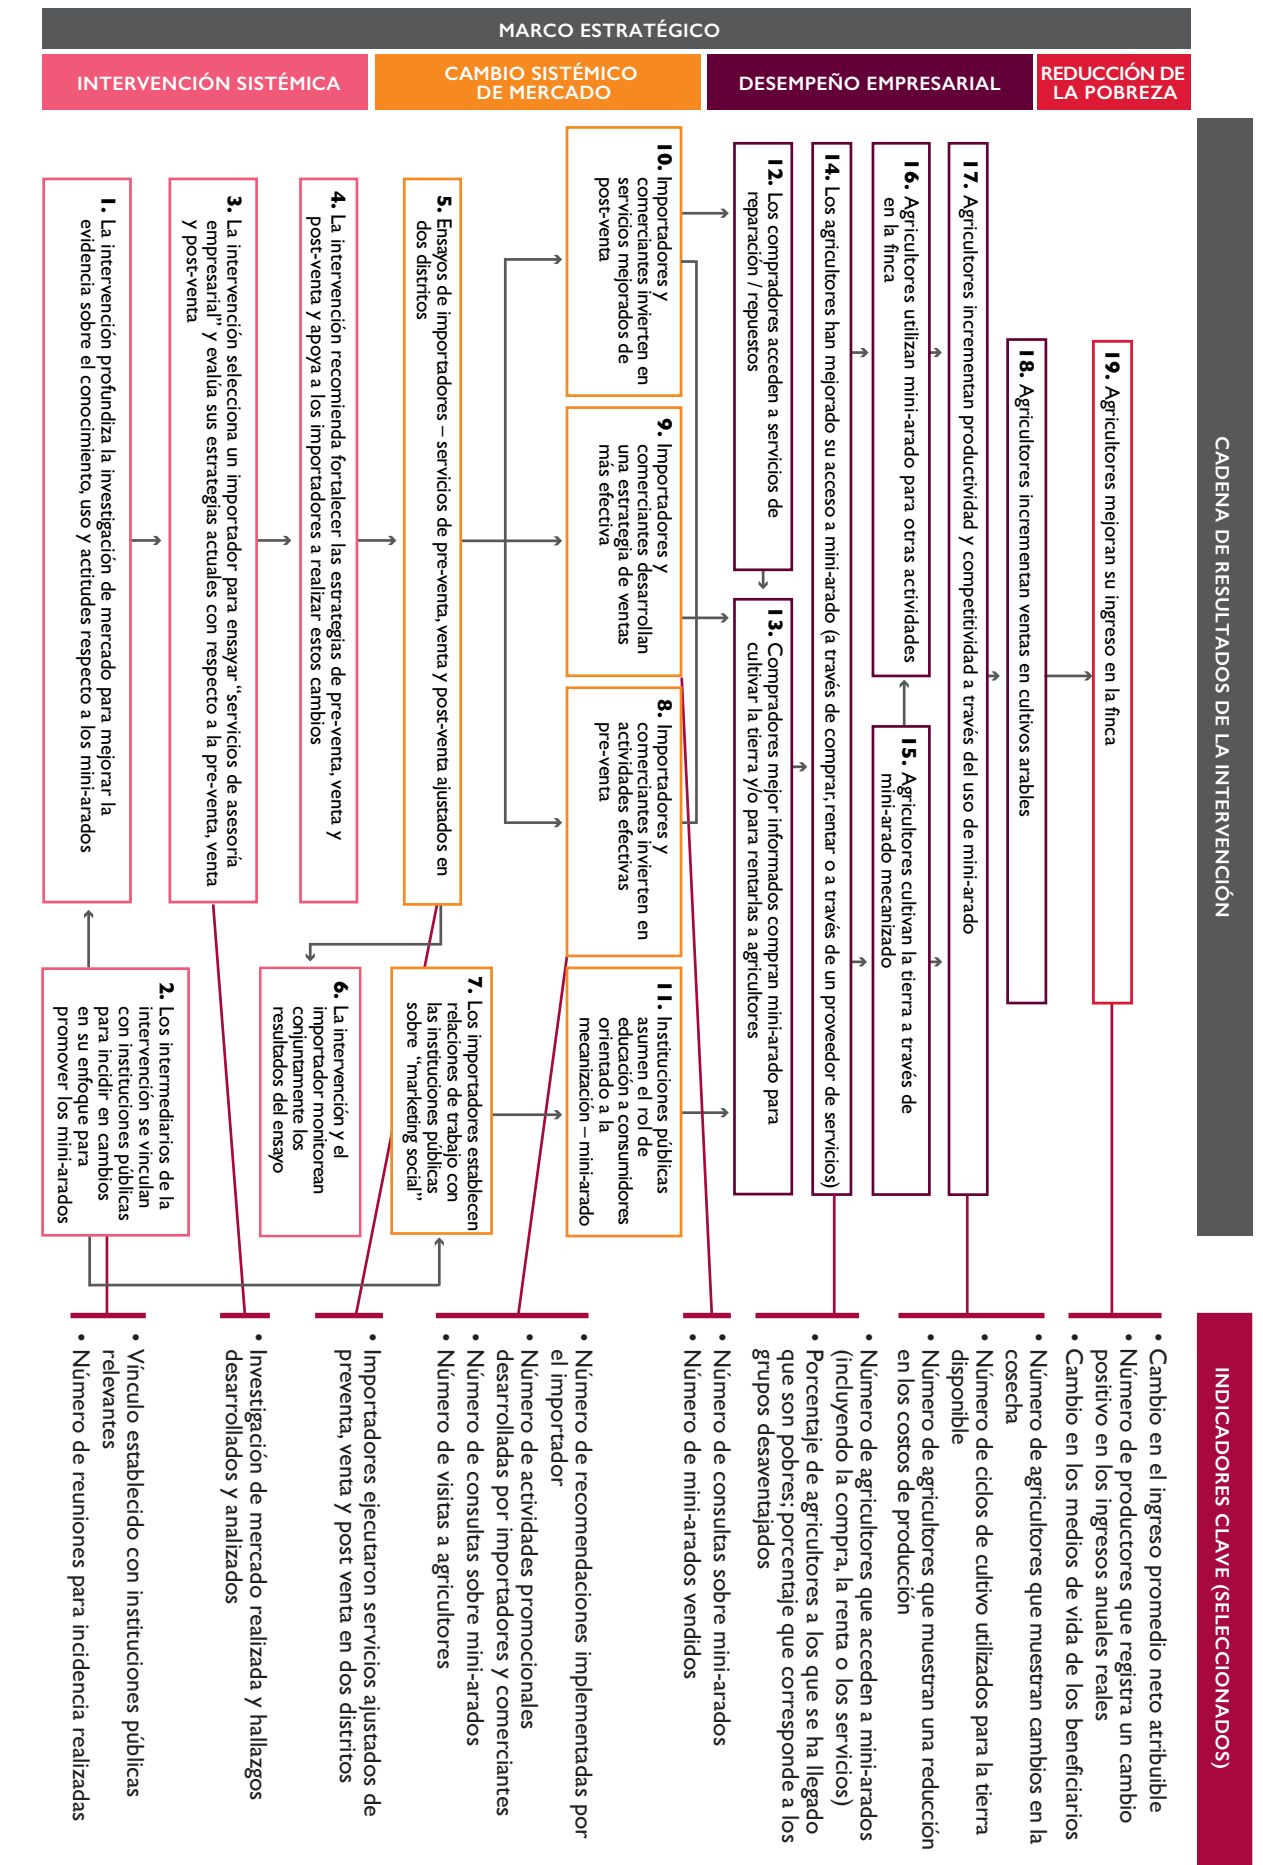 MARCO ESTRATÉGICO
INTERVENCIÓN SISTÉMICA
CAMBIO SISTÉMICO
DE MERCADO
DESEMPEÑO EMPRESARIAL
REDUCCIÓN DE
LA POBREZA
CADENA DE RESULTADOS DE LA INTERVENCIÓN
19. Agricultores mejoran su ingreso en la finca
18. Agricultores incrementan ventas en cultivos arables
17. Agricultores incrementan productividad y competitividad a través del uso de mini-arado
16. Agricultores utilizan mini-arado para otras actividades
en la finca
15. Agricultores cultivan la tierra a través de
mini-arado mecanizado
14. Los agricultores han mejorado su acceso a mini-arado (a través de comprar, rentar o a través de un proveedor de servicios)
12. Los compradores acceden a servicios de
reparación / repuestos
13. Compradores mejor informados compran mini-arado para
cultivar la tierra y/o para rentarlas a agricultores
10. Importadores y
comerciantes invierten en
servicios mejorados de
post-venta
9. Importadores y
comerciantes desarrollan
una estrategia de ventas
más efectiva
8. Importadores y
comerciantes invierten en
actividades efectivas
pre-venta
11. Instituciones públicas
asumen el rol de
educación a consumidores
orientado a la
mecanización – mini-arado
5. Ensayos de importadores – servicios de pre-venta, venta y post-venta ajustados en
dos distritos
7. Los importadores establecen
relaciones de trabajo con
las instituciones públicas
sobre “marketing social”
4. La intervención recomienda fortalecer las estrategias de pre-venta, venta y
post-venta y apoya a los importadores a realizar estos cambios
6. La intervención y el
importador monitorean
conjuntamente los
resultados del ensayo
3. La intervención selecciona un importador para ensayar “servicios de asesoría
empresarial” y evalúa sus estrategias actuales con respecto a la pre-venta, venta
y post-venta
1. La intervención profundiza la investigación de mercado para mejorar la
evidencia sobre el conocimiento, uso y actitudes respecto a los mini-arados
2. Los intermediarios de la
intervención se vinculan
con instituciones públicas
para incidir en cambios
en su enfoque para
promover los mini-arados
INDICADORES CLAVE (SELECCIONADOS)
• Cambio en el ingreso promedio neto atribuible
• Número de productores que registra un cambio
positivo en los ingresos anuales reales
• Cambio en los medios de vida de los beneficiarios
• Número de agricultores que muestran cambios en la
cosecha
• Número de ciclos de cultivo utilizados para la tierra
disponible
• Número de agricultores que muestran una reducción
en los costos de producción
• Número de agricultores que acceden a mini-arados
(incluyendo la compra, la renta o los servicios)
• Porcentaje de agricultores a los que se ha llegado
que son pobres; porcentaje que corresponde a los
grupos desaventajados
• Número de consultas sobre mini-arados
• Número de mini-arados vendidos
• Número de recomendaciones implementadas por
el importador
• Número de actividades promocionales
desarrolladas por importadores y comerciantes
• Número de consultas sobre mini-arados
• Número de visitas a agricultores
• Importadores ejecutaron servicios ajustados de
preventa, venta y post venta en dos distritos
• Investigación de mercado realizada y hallazgos
desarrollados y analizados
• Vínculo establecido con instituciones públicas
relevantes
• Número de reuniones para incidencia realizadas